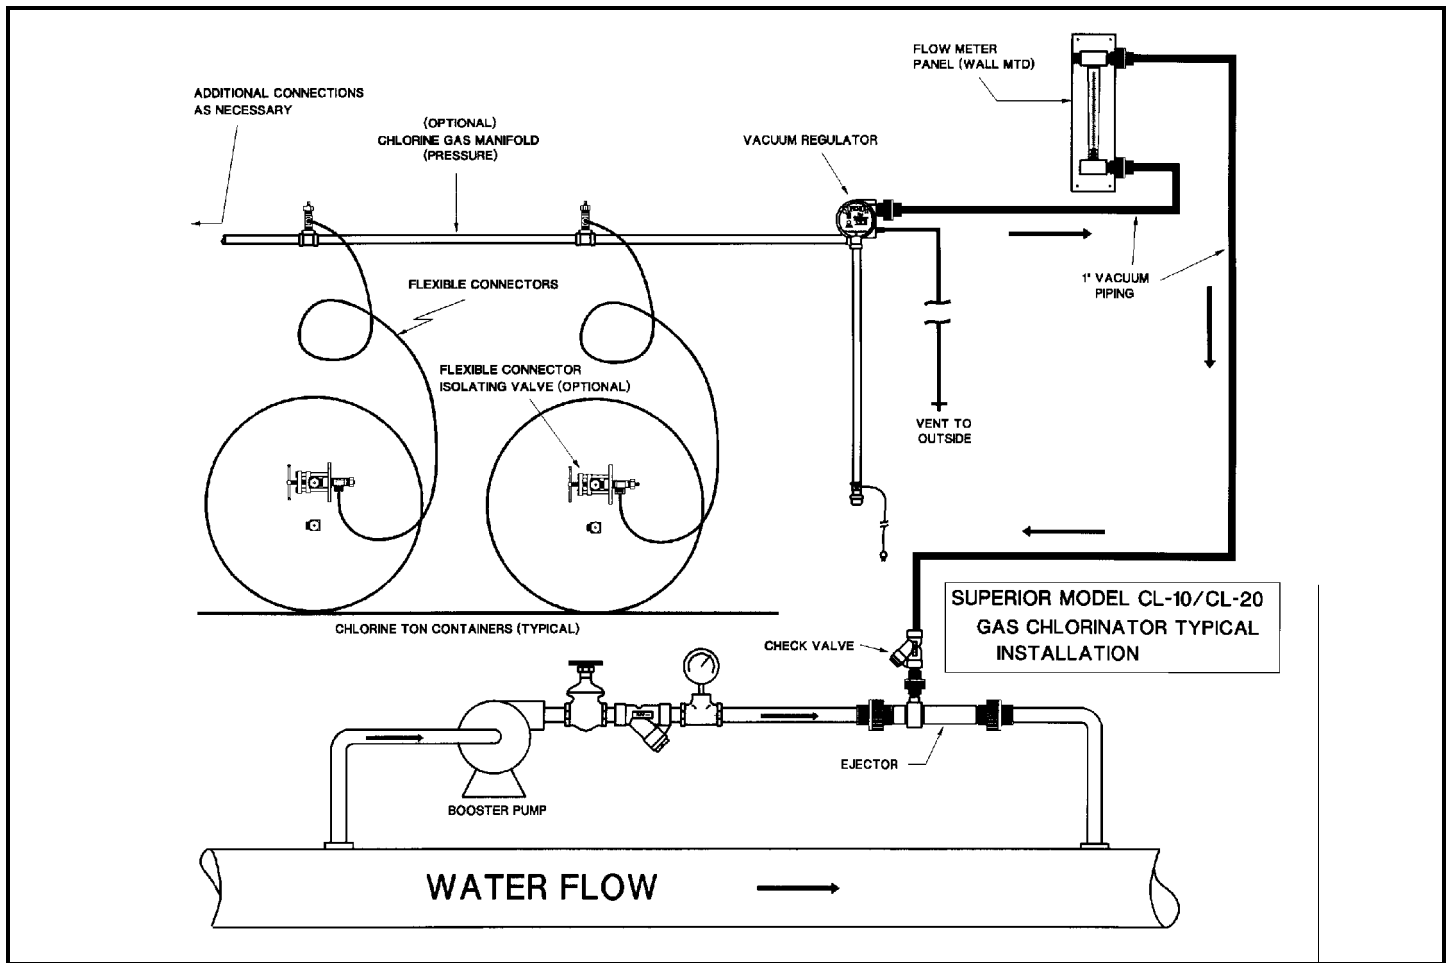 FLOW METER
PANEL (WALL MTD)
ADDITIONAL CONNECTIONS
AS NECESSARY
(OPTIONAL)
CHLORINE GAS MANIFOLD
(PRESSURE)
VACUUM REGULATOR
FLEXIBLE CONNECTORS
1" VACUUM
PIPING
FLEXIBLE CONNECTOR
ISOLATING VALVE (OPTIONAL)
VENT TO
OUTSIDE
CHLORINE TON CONTAINERS (TYPICAL)
SUPERIOR MODEL CL-10/CL-20
GAS CHLORINATOR TYPICAL
INSTALLATION
CHECK VALVE
EJECTOR
BOOSTER PUMP
WATER FLOW